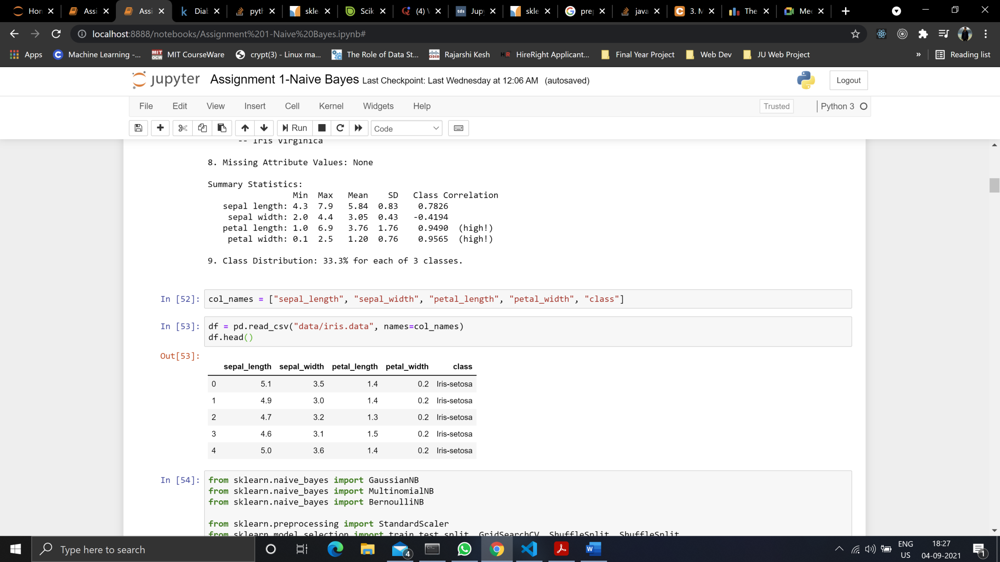 Hor
Assi
Assi
Dial
pyth
skle
Scik
(4)
Jup
skle
pre
java
3. M
The
Me
localhost:8888/notebooks/Assignment%201-Naive%20Bayes.ipynb#
Apps
Machine Learning -...
MIT CourseWare
crypt(3) - Linux ma...
The Role of Data St...
Rajarshi Kesh
HireRight Applicant...
Final Year Project
Web Dev
JU Web Project
»
Reading list
jupyter Assignment 1-Naive Bayes Last Checkpoint: Last Wednesday at 12:06 AM (autosaved)
Logout
File Edit View Insert Cell Kernel Widgets Help
Trusted
Python 3
Run
Code
-- Iris Virginica
8. Missing Attribute Values: None
Summary Statistics:
Min Max Mean SD Class Correlation
sepal length: 4.3 7.9 5.84 0.83 0.7826
sepal width: 2.0 4.4 3.05 0.43 -0.4194
petal length: 1.0 6.9 3.76 1.76 0.9490 (high!)
petal width: 0.1 2.5 1.20 0.76 0.9565 (high!)
9. Class Distribution: 33.3% for each of 3 classes.
In [52]: col_names = ["sepal_length", "sepal_width", "petal_length", "petal_width", "class"]
In [53]: df = pd.read_csv("data/iris.data", names=col_names)
df.head()
Out[53]:
sepal_length sepal_width petal_length petal_width class
0 5.1 3.5 1.4 0.2 Iris-setosa
1 4.9 3.0 1.4 0.2 Iris-setosa
2 4.7 3.2 1.3 0.2 Iris-setosa
3 4.6 3.1 1.5 0.2 Iris-setosa
4 5.0 3.6 1.4 0.2 Iris-setosa
In [54]: from sklearn.naive_bayes import GaussianNB
from sklearn.naive_bayes import MultinomialNB
from sklearn.naive_bayes import BernoulliNB
from sklearn.preprocessing import StandardScaler
from sklearn.model_selection import train_test_split, GridSearchCV, ShuffleSplit, ShuffleSplit
Type here to search
4
ENG
US
18:27
04-09-2021
1